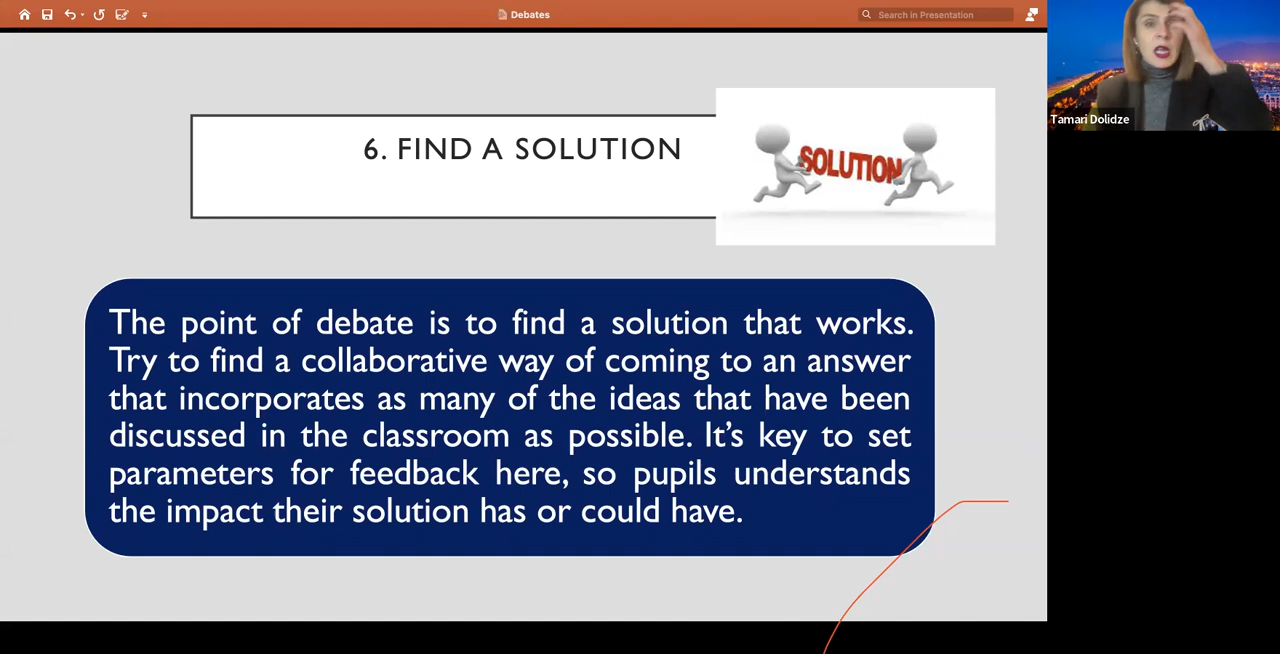 Debates
Search in Presentation
Tamari Dolidze
6. FIND A SOLUTION
SOLUTION
The point of debate is to find a solution that works.
Try to find a collaborative way of coming to an answer
that incorporates as many of the ideas that have been
discussed in the classroom as possible. It’s key to set
parameters for feedback here, so pupils understands
the impact their solution has or could have.